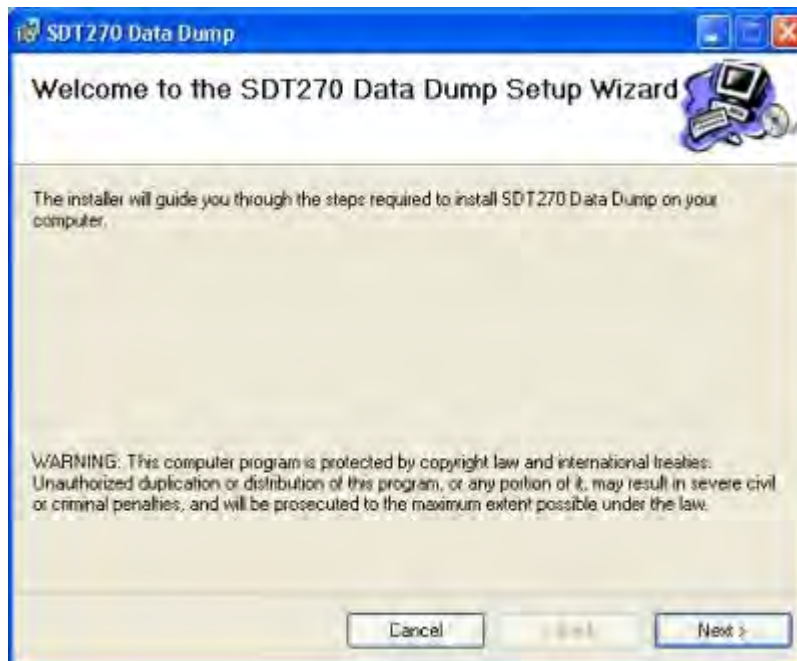 SDT270 Data Dump
Welcome to the SDT270 Data Dump Setup Wizard
The installer will guide you through the steps required to install SDT270 Data Dump on your
computer.
WARNING: This computer program is protected by copyright law and international treaties.
Unauthorized duplication or distribution of this program, or any portion of it, may result in severe civil
or criminal penalties, and will be prosecuted to the maximum extent possible under the law.
Cancel
Next >